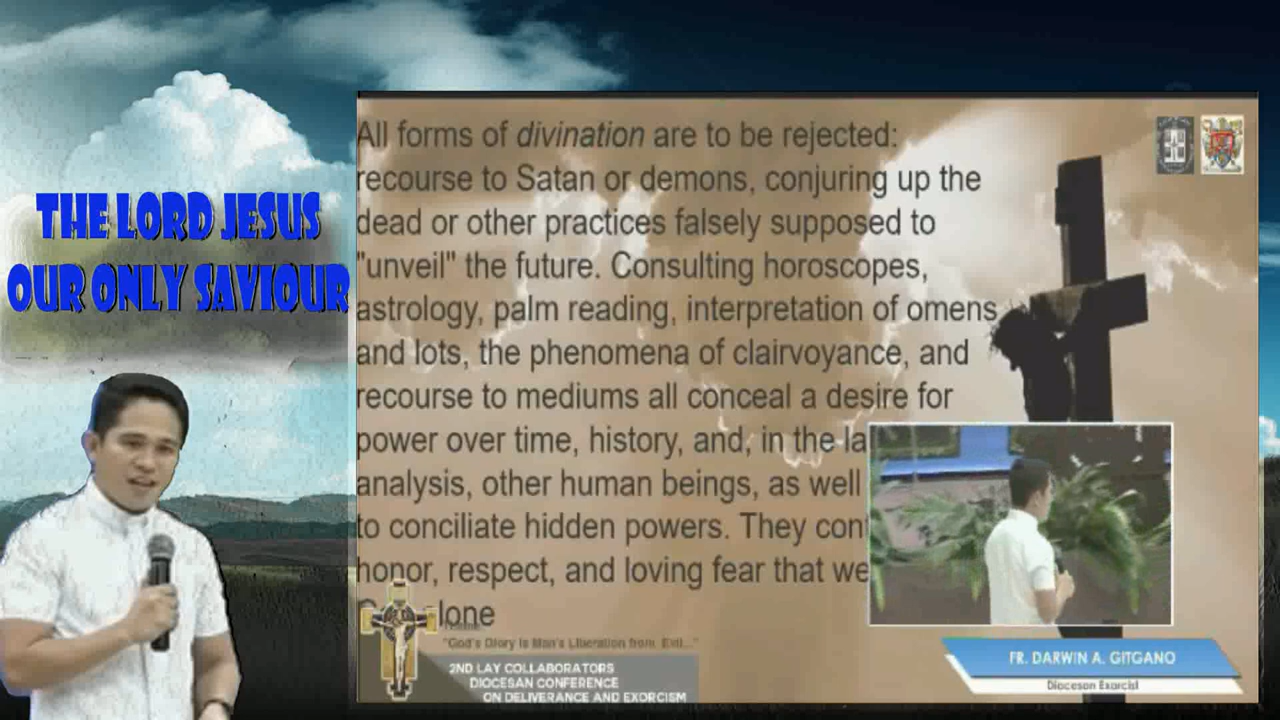 THE LORD JESUS
OUR ONLY SAVIOUR
All forms of divination are to be rejected:
recourse to Satan or demons, conjuring up the
dead or other practices falsely supposed to
"unveil" the future. Consulting horoscopes,
astrology, palm reading, interpretation of omens
and lots, the phenomena of clairvoyance, and
recourse to mediums all conceal a desire for
power over time, history, and, in the la
analysis, other human beings, as well
to conciliate hidden powers. They cont
honor, respect, and loving fear that we
lone
"God's Glory is Man's Liberation from Evil..."
2ND LAY COLLABORATORS
DIOCESAN CONFERENCE
ON DELIVERANCE AND EXORCISM
FR. DARWIN A. GITGANO
Diocesan Exorcist